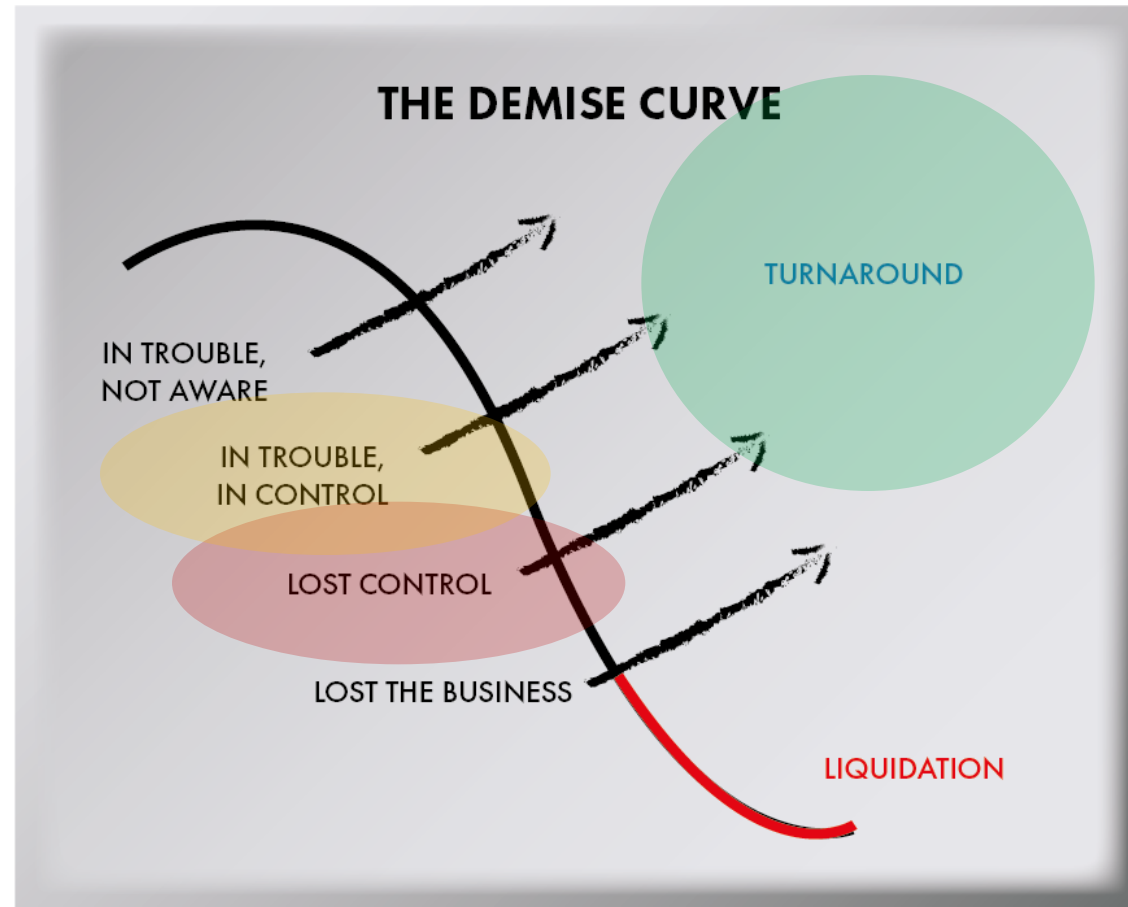 THE DEMISE CURVE
TURNAROUND
IN TROUBLE,
NOT AWARE
IN TROUBLE,
IN CONTROL
LOST CONTROL
LOST THE BUSINESS
LIQUIDATION